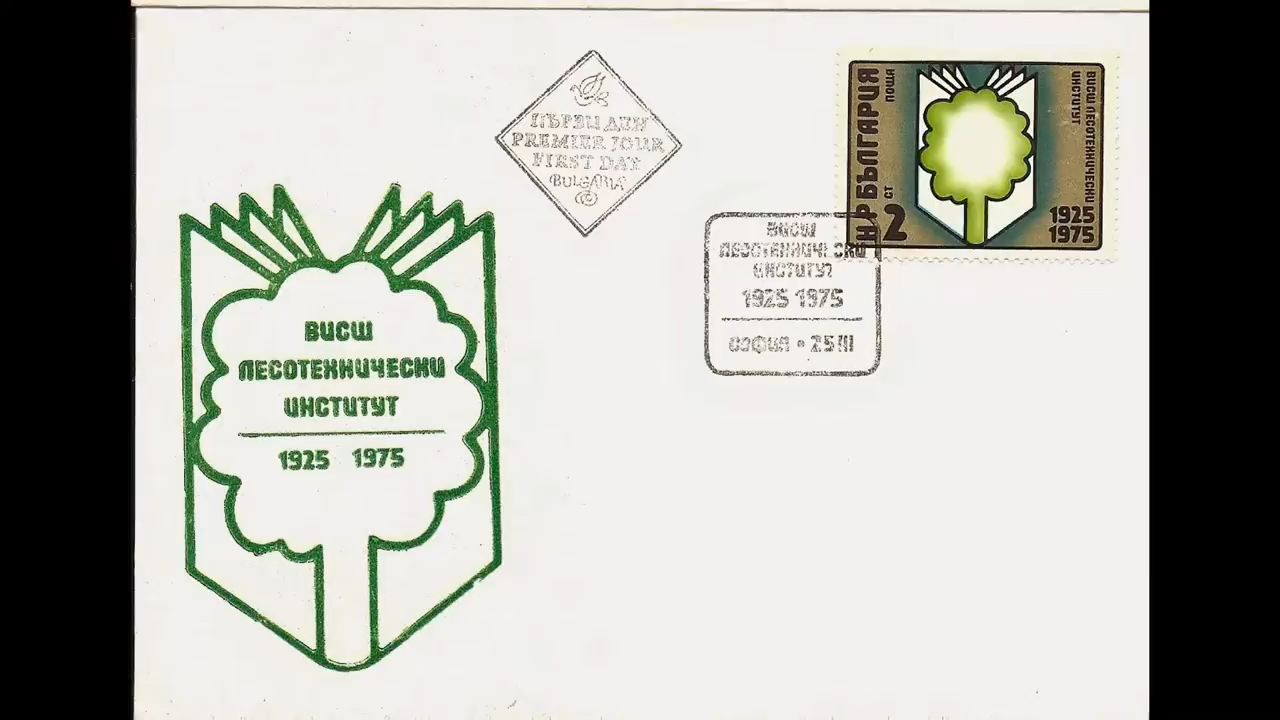 ПЪРВИ ДЕН
PREMIER JOUR
FIRST DAY
BULGARIA
НР БЪЛГАРИЯ
ПОЩА
2 СТ
ВИСШ ЛЕСОТЕХНИЧЕСКИ
ИНСТИТУТ
1925
1975
ВИСШ
ЛЕСОТЕХНИЧЕСКИ
ИНСТИТУТ
1925 1975
СОФИЯ • 25 III
ВИСШ
ЛЕСОТЕХНИЧЕСКИ
ИНСТИТУТ
1925 1975